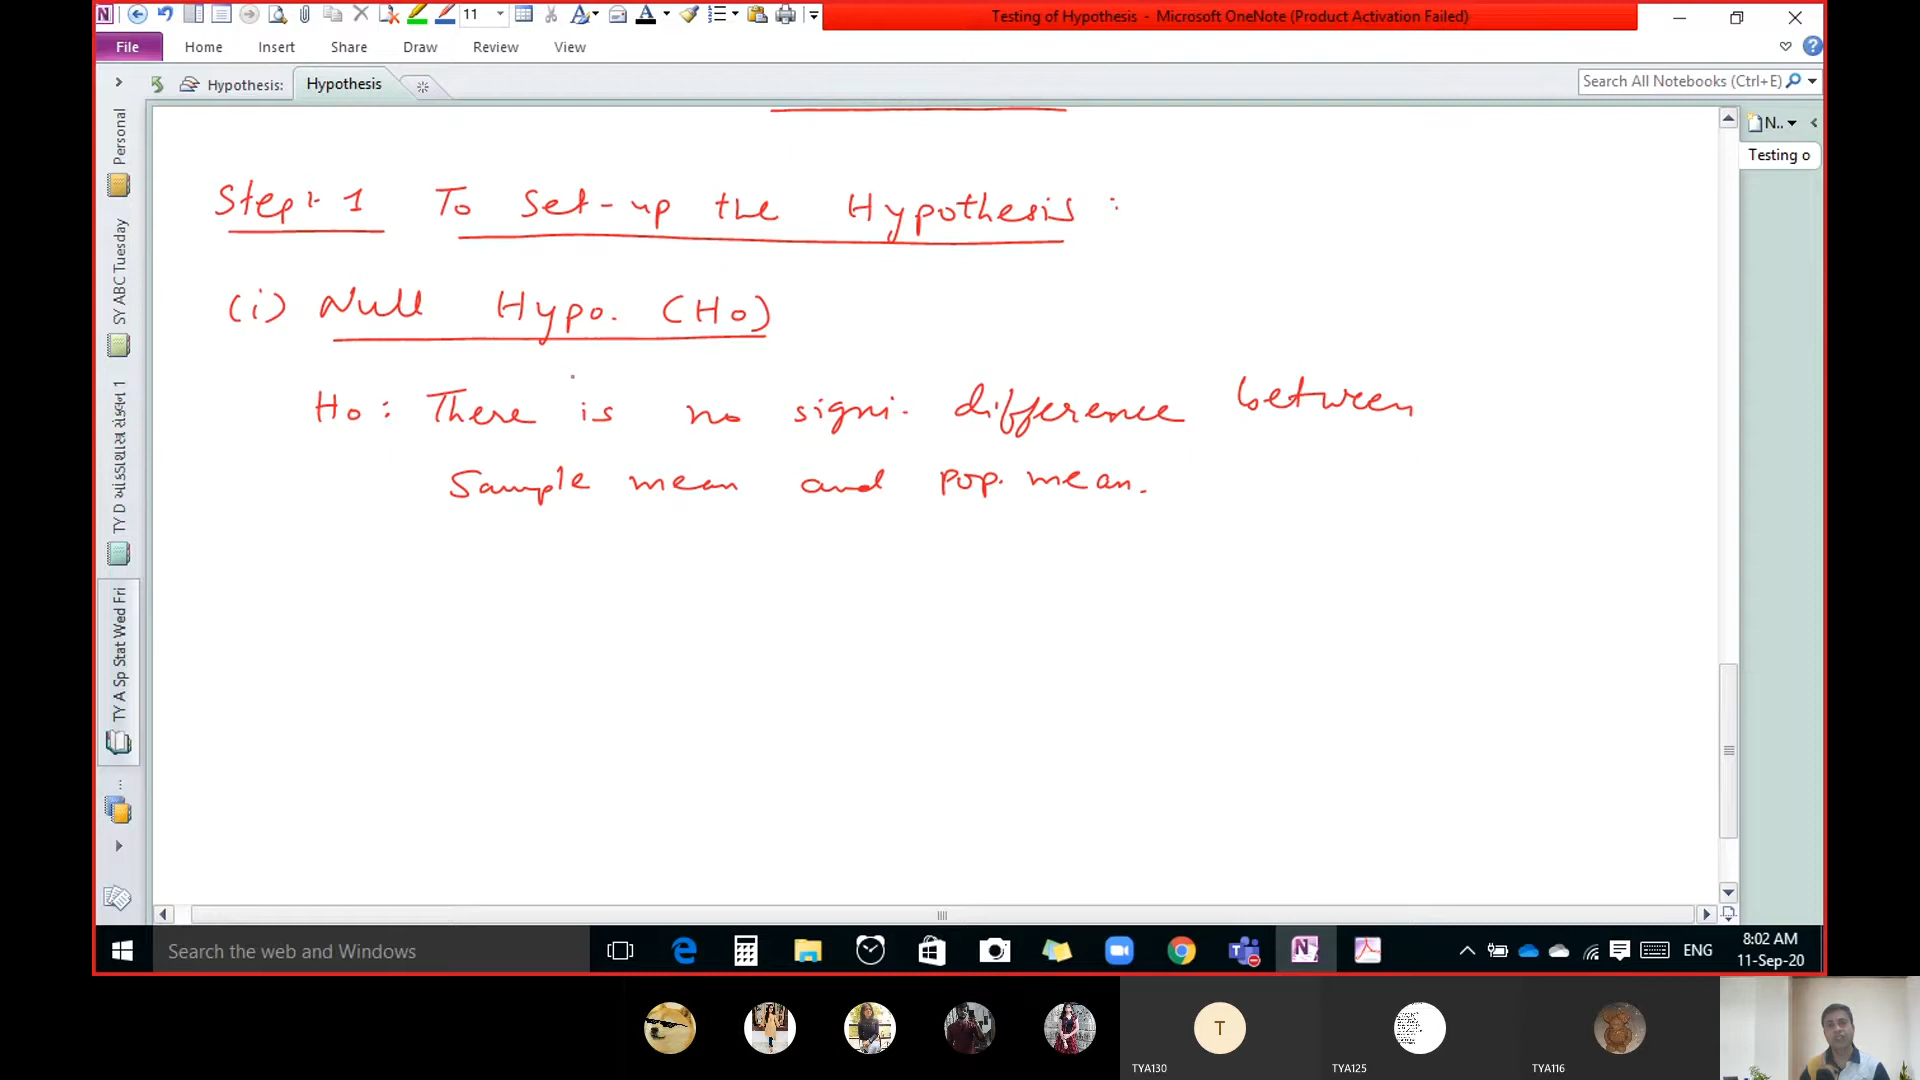 11
Testing of Hypothesis - Microsoft OneNote (Product Activation Failed)
File Home Insert Share Draw Review View
Hypothesis: Hypothesis
Search All Notebooks (Ctrl+E)
N..
Testing o
Personal
SY ABC Tuesday
TY A Sp Stat Wed Fri
Step:-1 To Set-up the Hypothesis :
(i) Null Hypo. (Ho)
Ho : There is no signi. difference between
Sample mean and pop. mean.
Search the web and Windows
ENG
8:02 AM
11-Sep-20
T
TYA130
TYA125
TYA116